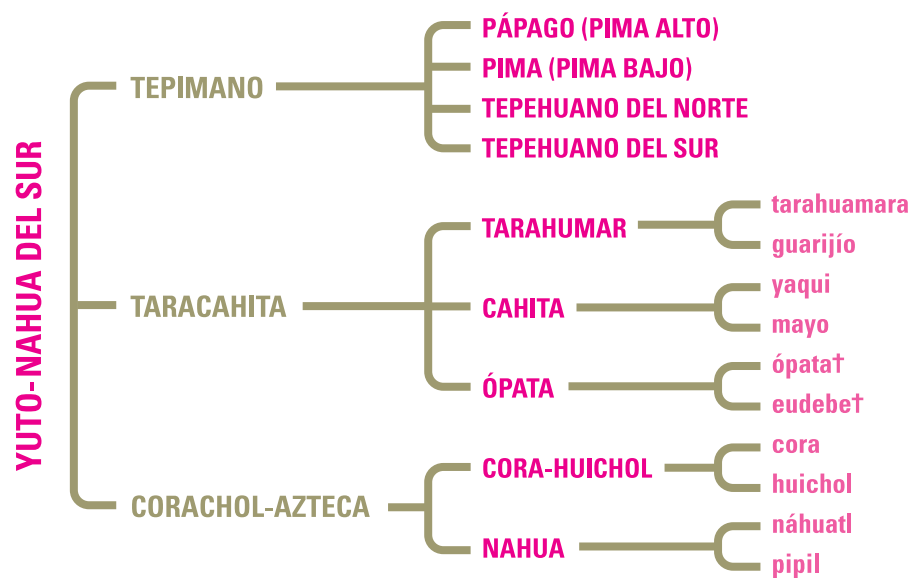 YUTO-NAHUA DEL SUR
TEPIMANO
PÁPAGO (PIMA ALTO)
PIMA (PIMA BAJO)
TEPEHUANO DEL NORTE
TEPEHUANO DEL SUR
TARACAHITA
TARAHUMAR
tarahuamara
guarijío
CAHITA
yaqui
mayo
ÓPATA
ópata†
eudebe†
CORACHOL-AZTECA
CORA-HUICHOL
cora
huichol
NAHUA
náhuatl
pipil